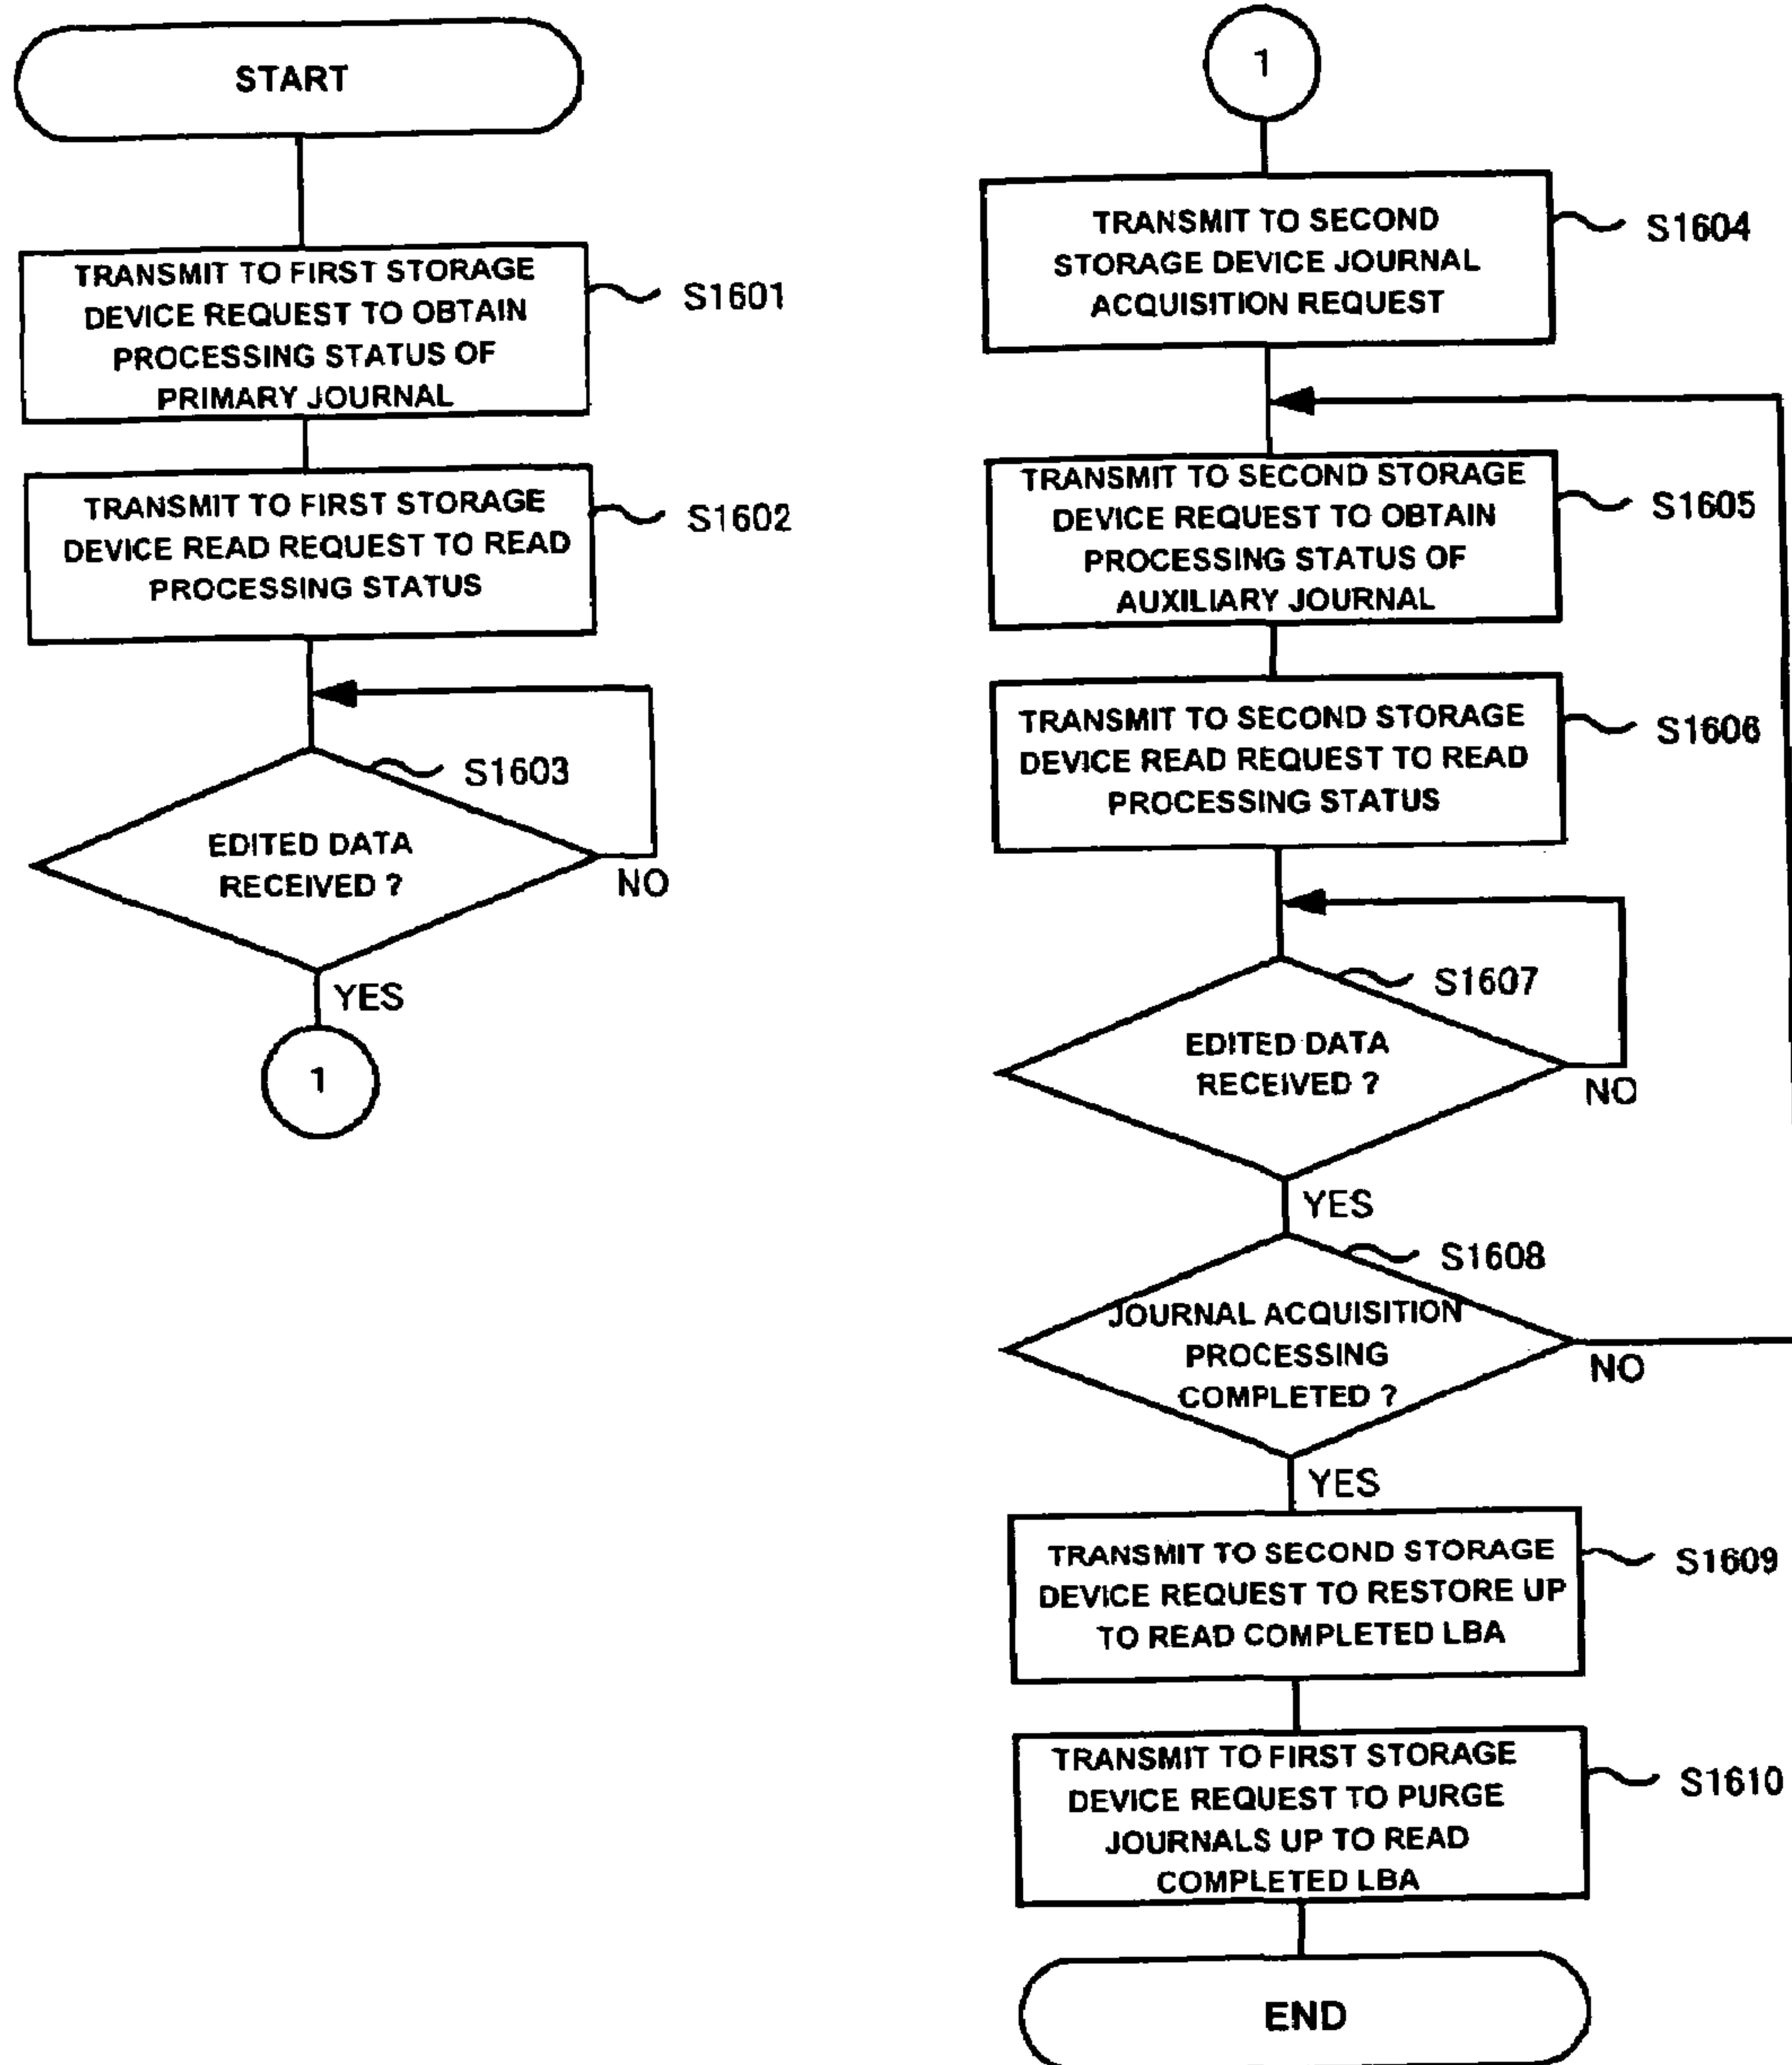 START
TRANSMIT TO FIRST STORAGE
DEVICE REQUEST TO OBTAIN
PROCESSING STATUS OF
PRIMARY JOURNAL
S1601
TRANSMIT TO FIRST STORAGE
DEVICE READ REQUEST TO READ
PROCESSING STATUS
S1602
S1603
EDITED DATA
RECEIVED ?
NO
YES
1
1
TRANSMIT TO SECOND
STORAGE DEVICE JOURNAL
ACQUISITION REQUEST
S1604
TRANSMIT TO SECOND STORAGE
DEVICE REQUEST TO OBTAIN
PROCESSING STATUS OF
AUXILIARY JOURNAL
S1605
TRANSMIT TO SECOND STORAGE
DEVICE READ REQUEST TO READ
PROCESSING STATUS
S1606
S1607
EDITED DATA
RECEIVED ?
NO
YES
S1608
JOURNAL ACQUISITION
PROCESSING
COMPLETED ?
NO
YES
TRANSMIT TO SECOND STORAGE
DEVICE REQUEST TO RESTORE UP
TO READ COMPLETED LBA
S1609
TRANSMIT TO FIRST STORAGE
DEVICE REQUEST TO PURGE
JOURNALS UP TO READ
COMPLETED LBA
S1610
END